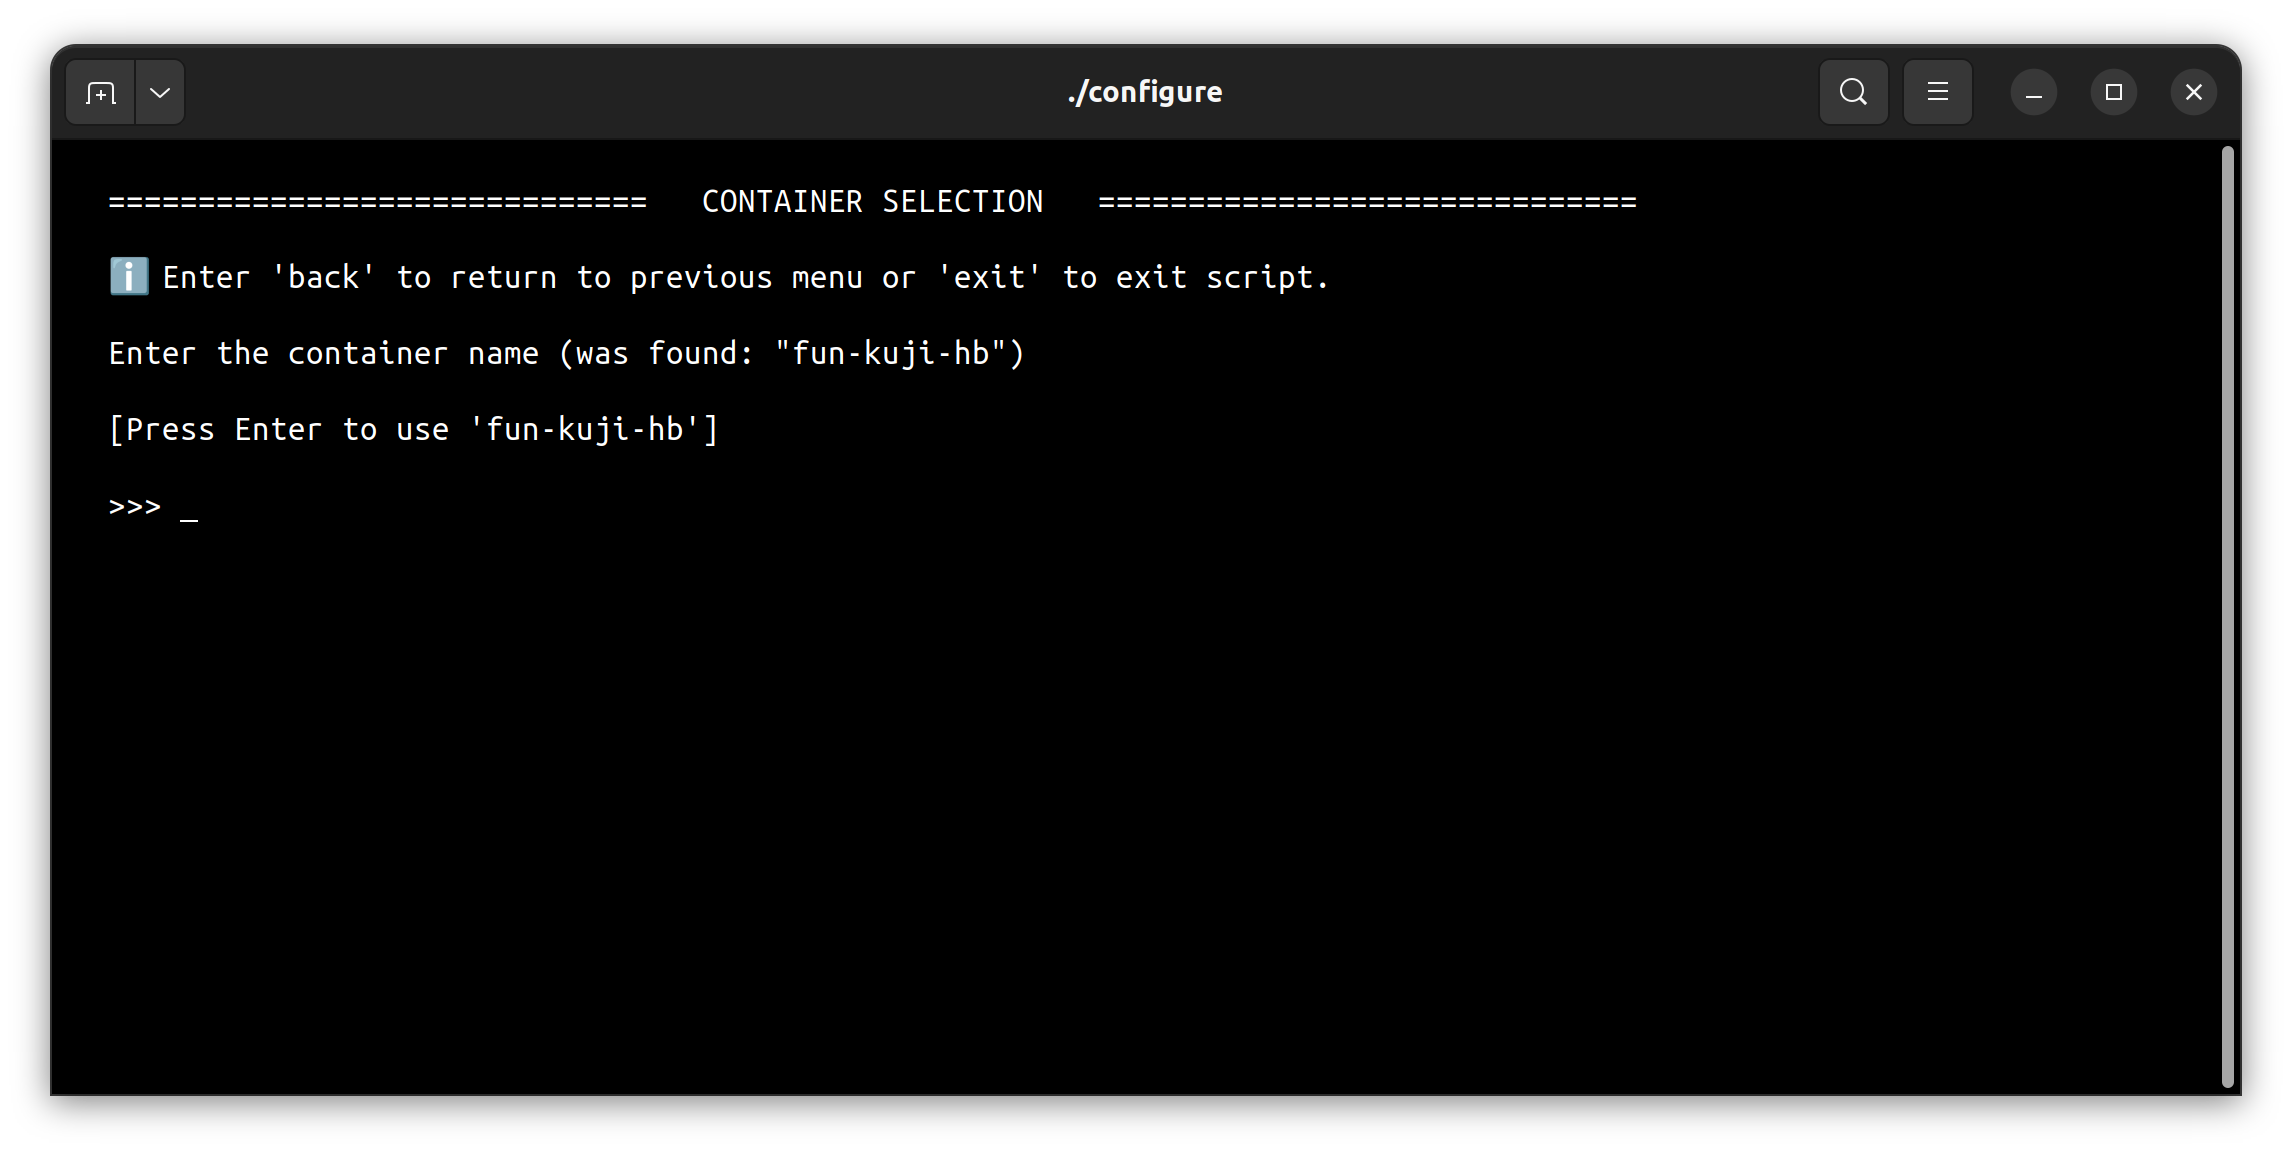 ./configure
==============================   CONTAINER SELECTION   ==============================
ℹ️ Enter 'back' to return to previous menu or 'exit' to exit script.
Enter the container name (was found: "fun-kuji-hb")
[Press Enter to use 'fun-kuji-hb']
>>> _